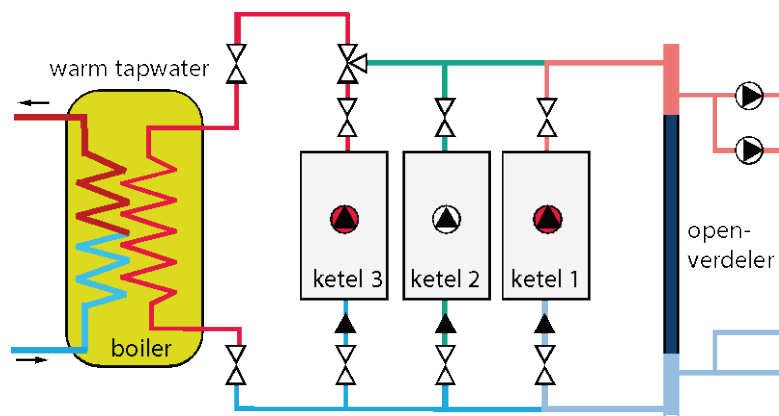 warm tapwater
boiler
ketel 3
ketel 2
ketel 1
open-
verdeler